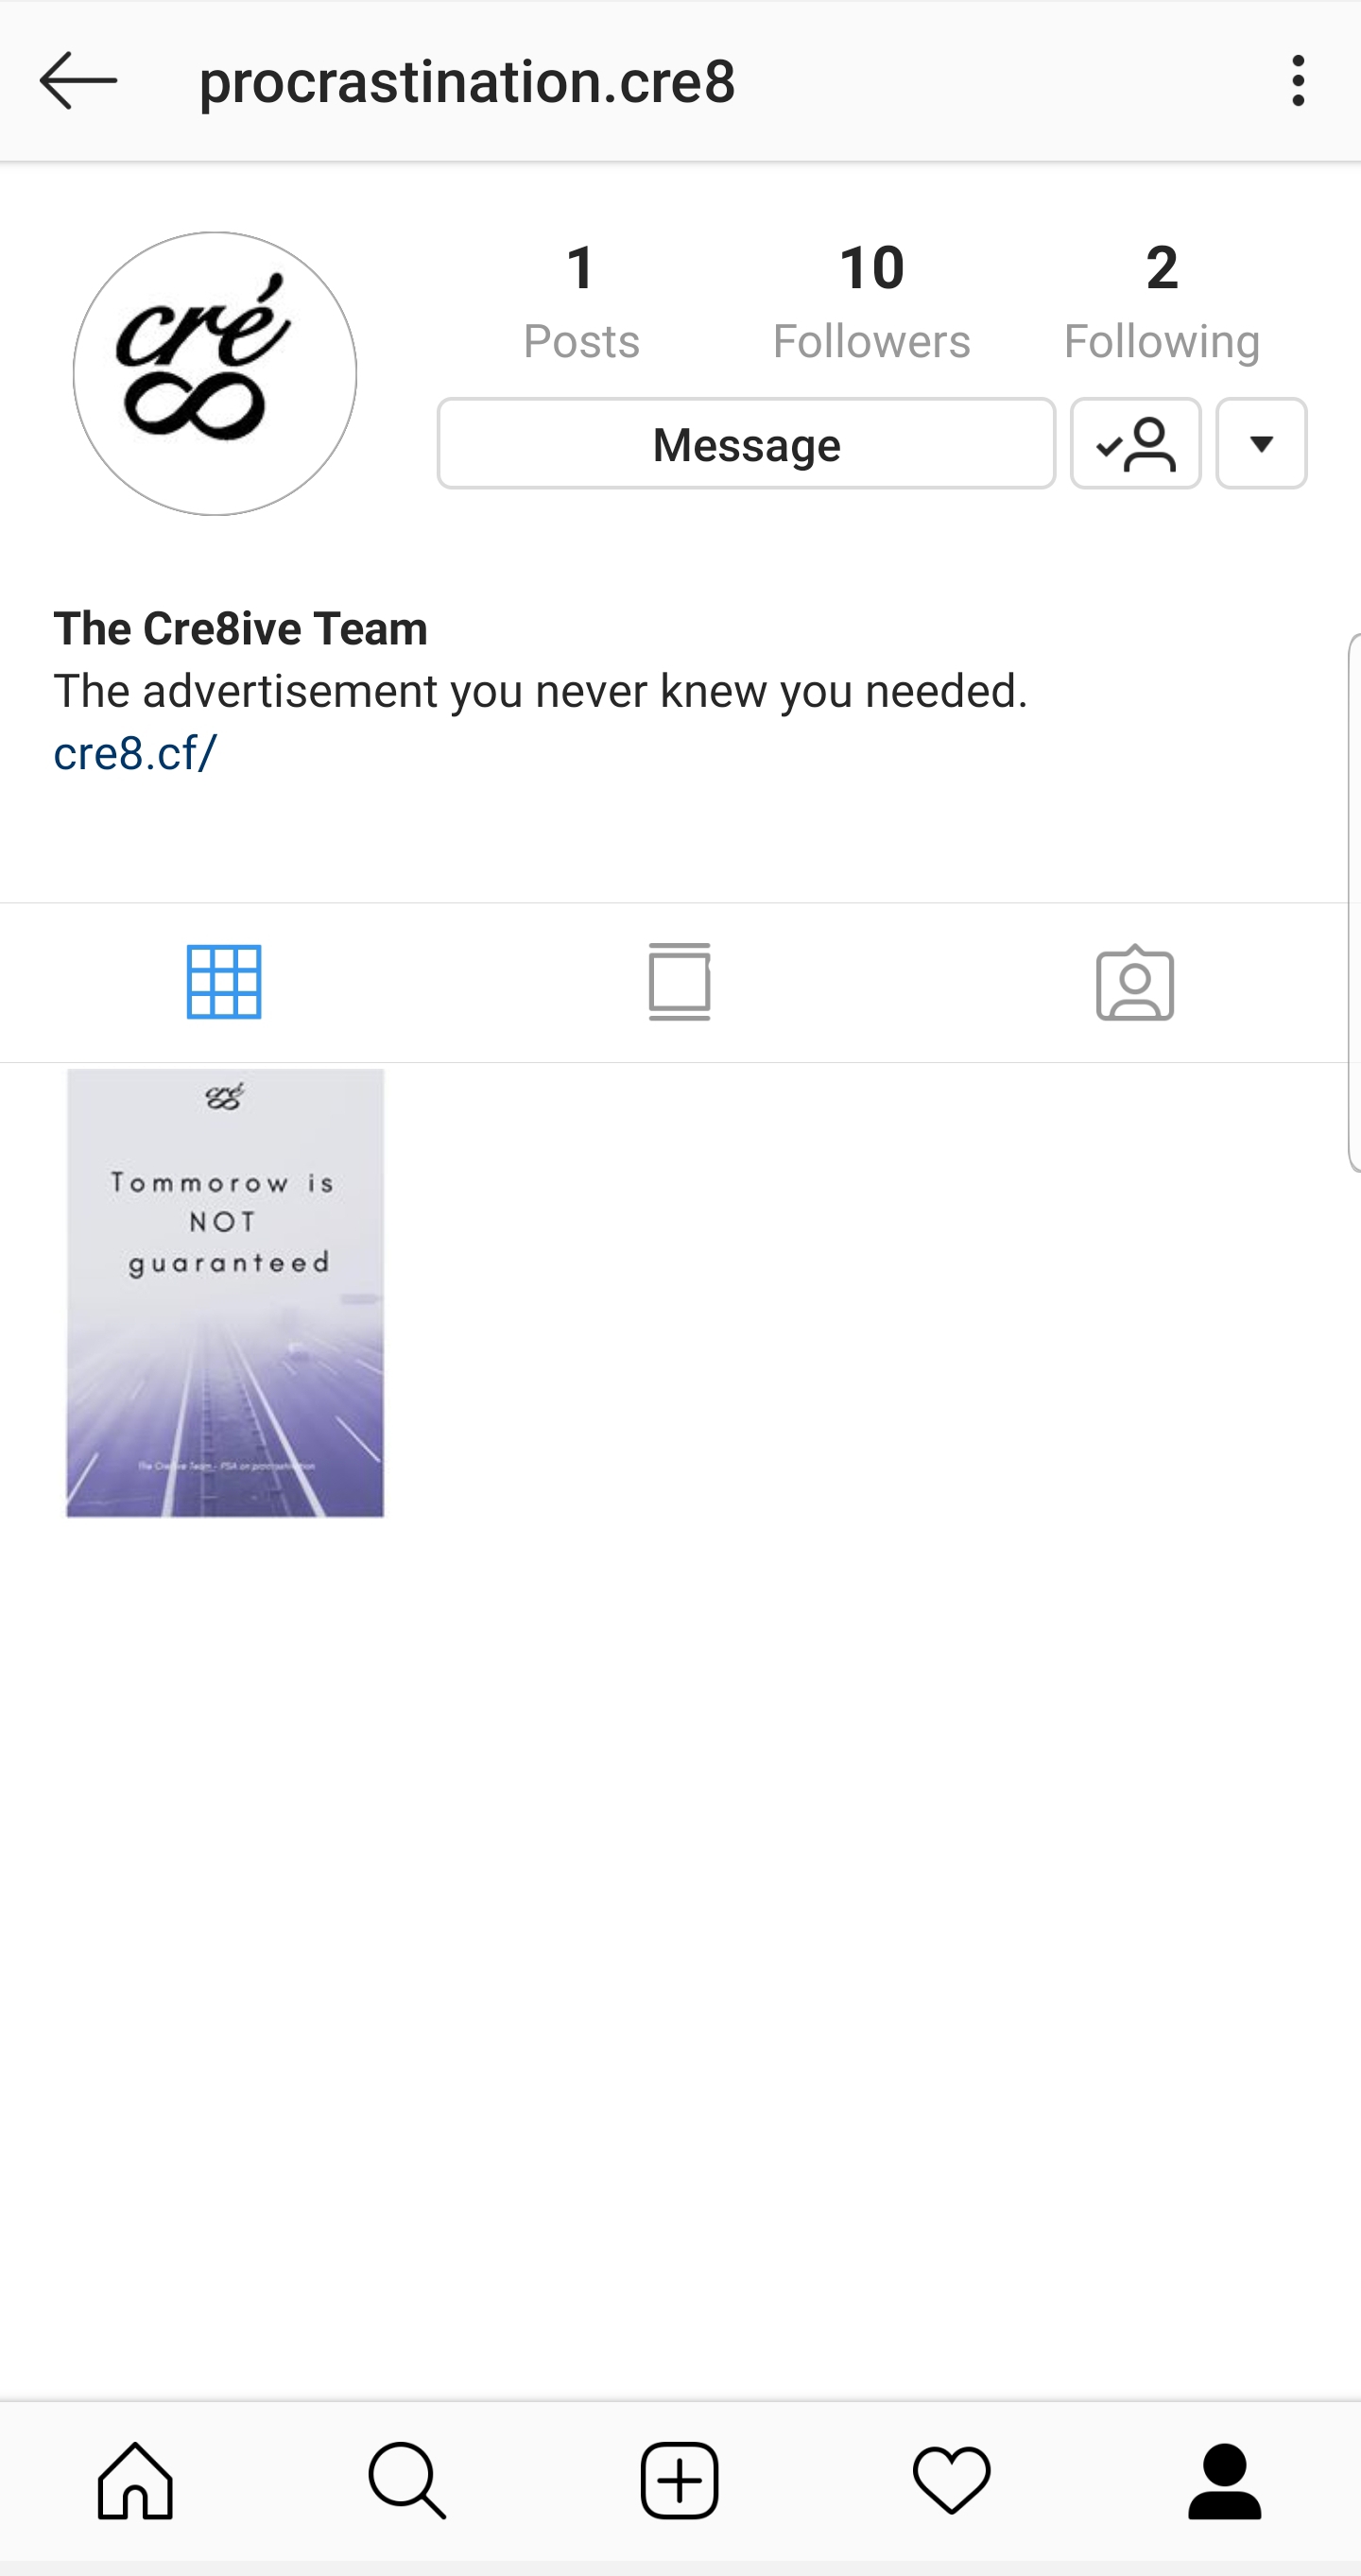 procrastination.cre8
cré
1 10 2
Posts Followers Following
Message
The Cre8ive Team
The advertisement you never knew you needed.
cre8.cf/
cré
Tommorow is
NOT
guaranteed
The Cre8ive Team - PSA on procrastination